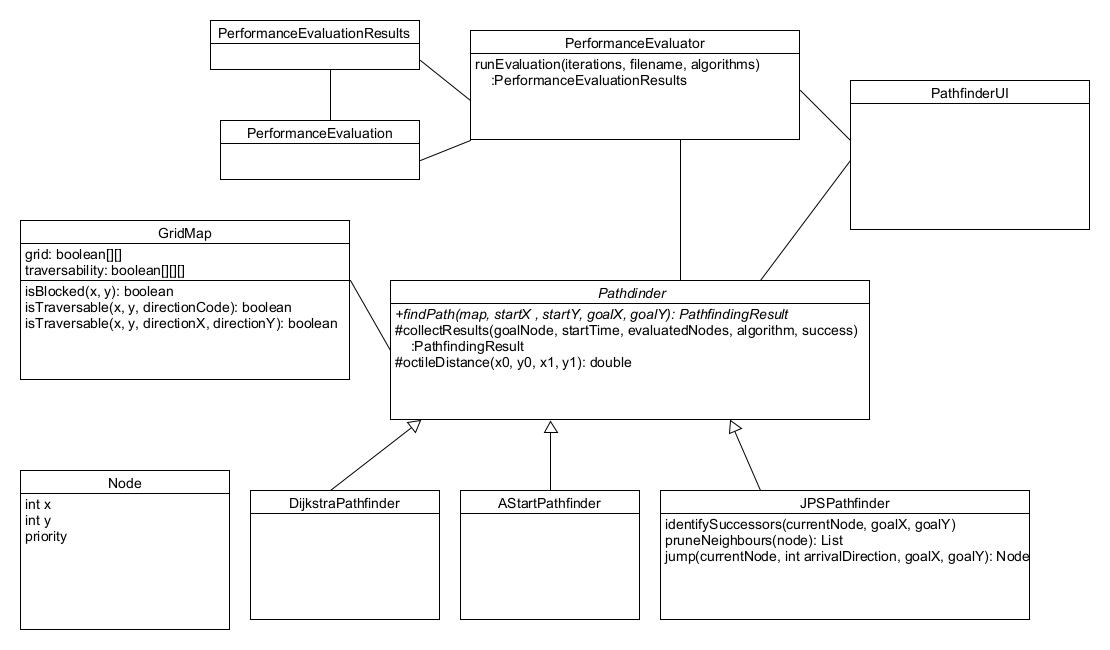 PerformanceEvaluationResults
PerformanceEvaluator
runEvaluation(iterations, filename, algorithms)
:PerformanceEvaluationResults
PathfinderUI
PerformanceEvaluation
GridMap
grid: boolean[][]
traversability: boolean[][][]
isBlocked(x, y): boolean
isTraversable(x, y, directionCode): boolean
isTraversable(x, y, directionX, directionY): boolean
Pathdinder
+findPath(map, startX , startY, goalX, goalY): PathfindingResult
#collectResults(goalNode, startTime, evaluatedNodes, algorithm, success)
:PathfindingResult
#octileDistance(x0, y0, x1, y1): double
Node
int x
int y
priority
DijkstraPathfinder
AStartPathfinder
JPSPathfinder
identifySuccessors(currentNode, goalX, goalY)
pruneNeighbours(node): List
jump(currentNode, int arrivalDirection, goalX, goalY): Node